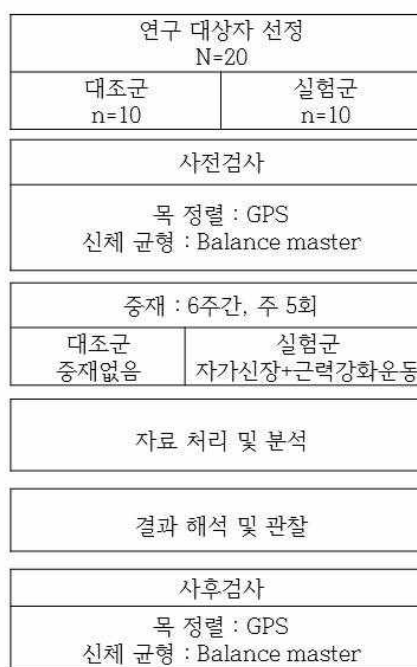 연구 대상자 선정
N=20
대조군
n=10
실험군
n=10
사전검사
목 정렬 : GPS
신체 균형 : Balance master
중재 : 6주간, 주 5회
대조군
중재없음
실험군
자가신장+근력강화운동
자료 처리 및 분석
결과 해석 및 관찰
사후검사
목 정렬 : GPS
신체 균형 : Balance master